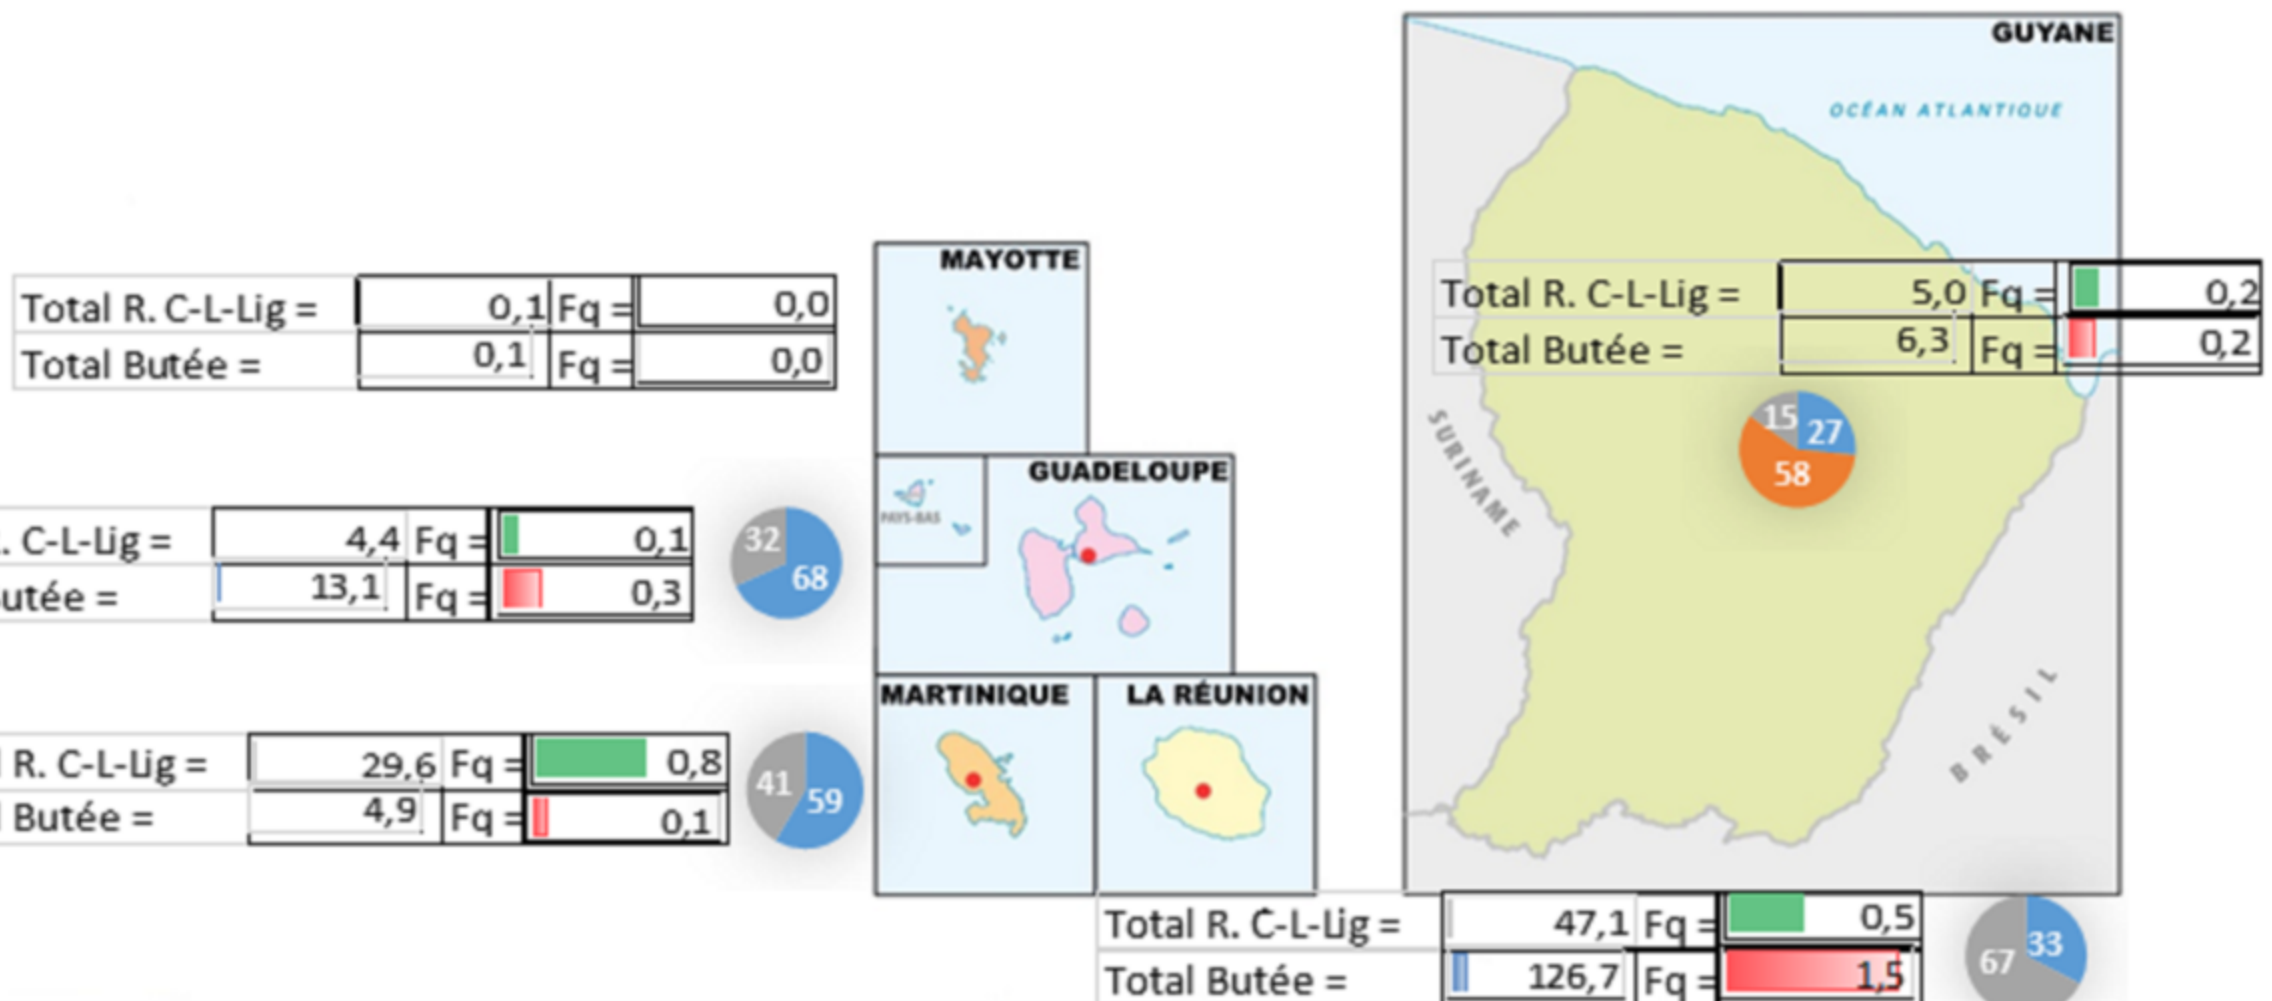 GUYANE
OCÉAN ATLANTIQUE
MAYOTTE
Total R. C-L-Lig = 0,1 Fq = 0,0
Total Butée = 0,1 Fq = 0,0
Total R. C-L-Lig = 5,0 Fq = 0,2
Total Butée = 6,3 Fq = 0,2
15 27
58
SURINAME
GUADELOUPE
PAYS-BAS
. C-L-Lig = 4,4 Fq = 0,1
utée = 13,1 Fq = 0,3
32
68
MARTINIQUE
LA RÉUNION
R. C-L-Lig = 29,6 Fq = 0,8
Butée = 4,9 Fq = 0,1
41 59
BRÉSIL
Total R. C-L-Lig = 47,1 Fq = 0,5
Total Butée = 126,7 Fq = 1,5
67 33